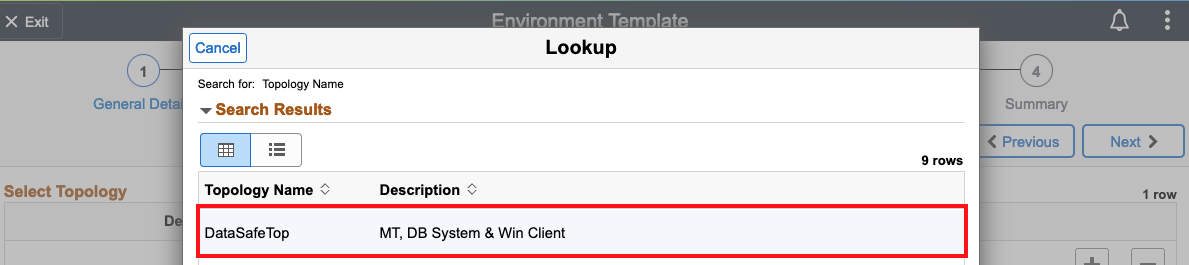 Exit
Environment Template
Cancel
Lookup
1
4
Search for: Topology Name
General Deta
Summary
Search Results
Previous
Next
9 rows
Topology Name
Description
Select Topology
1 row
De
DataSafeTop
MT, DB System & Win Client